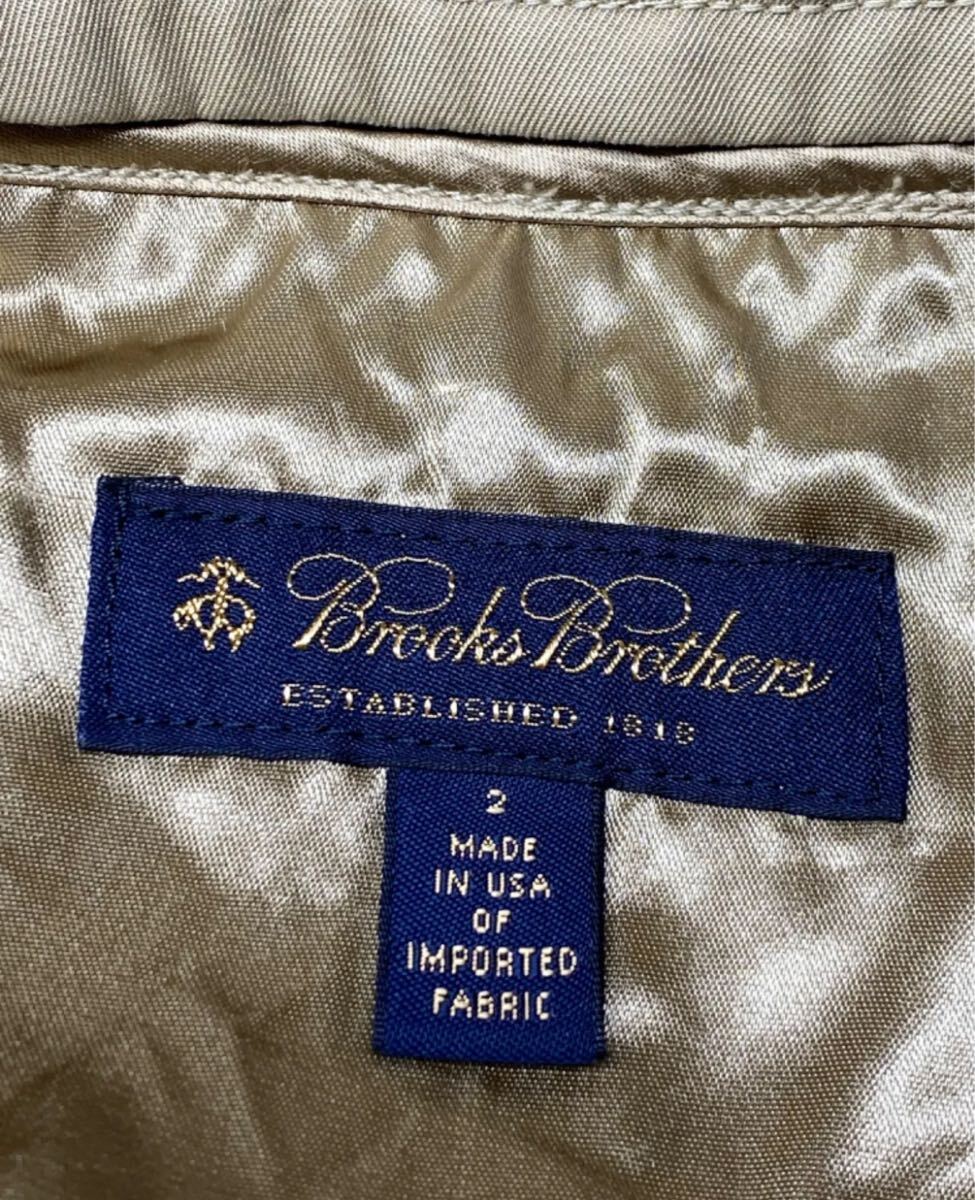 Brooks Brothers
ESTABLISHED 1818
2
MADE
IN USA
OF
IMPORTED
FABRIC